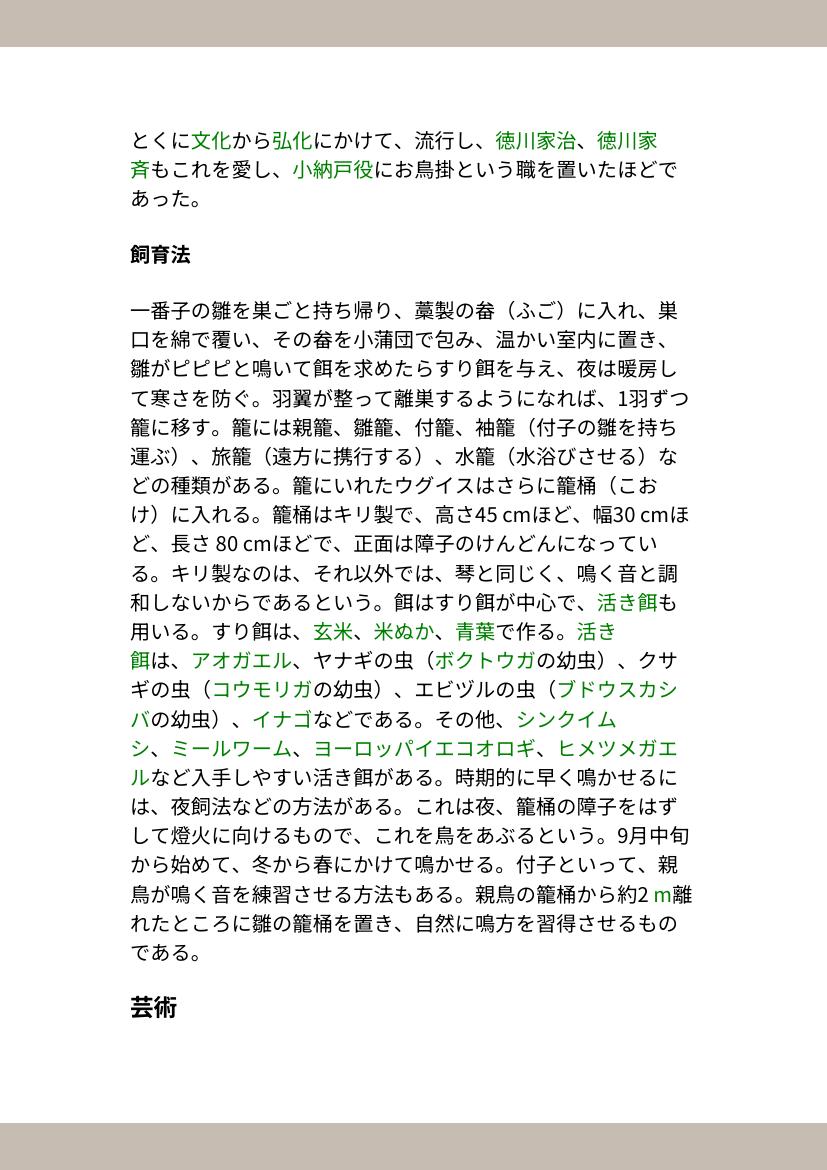 とくに文化から弘化にかけて、流行し、徳川家治、徳川家
斉もこれを愛し、小納戸役にお鳥掛という職を置いたほどで
あった。
飼育法
一番子の雛を巣ごと持ち帰り、藁製の畚（ふご）に入れ、巣
口を綿で覆い、その畚を小蒲団で包み、温かい室内に置き、
雛がピピピと鳴いて餌を求めたらすり餌を与え、夜は暖房し
て寒さを防ぐ。羽翼が整って離巣するようになれば、1羽ずつ
籠に移す。籠には親籠、雛籠、付籠、袖籠（付子の雛を持ち
運ぶ）、旅籠（遠方に携行する）、水籠（水浴びさせる）な
どの種類がある。籠にいれたウグイスはさらに籠桶（こお
け）に入れる。籠桶はキリ製で、高さ45 cmほど、幅30 cmほ
ど、長さ 80 cmほどで、正面は障子のけんどんになってい
る。キリ製なのは、それ以外では、琴と同じく、鳴く音と調
和しないからであるという。餌はすり餌が中心で、活き餌も
用いる。すり餌は、玄米、米ぬか、青葉で作る。活き
餌は、アオガエル、ヤナギの虫（ボクトウガの幼虫）、クサ
ギの虫（コウモリガの幼虫）、エビヅルの虫（ブドウスカシ
バの幼虫）、イナゴなどである。その他、シンクイム
シ、ミールワーム、ヨーロッパイエコオロギ、ヒメツメガエ
ルなど入手しやすい活き餌がある。時期的に早く鳴かせるに
は、夜飼法などの方法がある。これは夜、籠桶の障子をはず
して燈火に向けるもので、これを鳥をあぶるという。9月中旬
から始めて、冬から春にかけて鳴かせる。付子といって、親
鳥が鳴く音を練習させる方法もある。親鳥の籠桶から約2 m離
れたところに雛の籠桶を置き、自然に鳴方を習得させるもの
である。
芸術